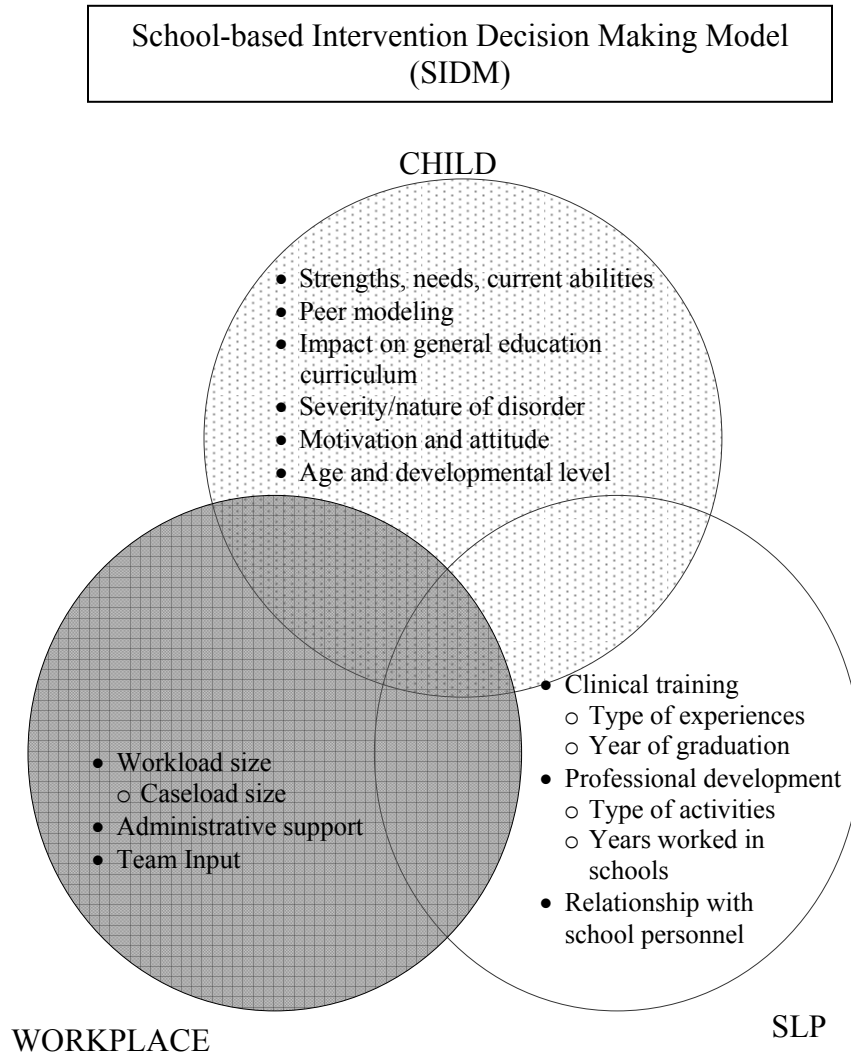 School-based Intervention Decision Making Model
(SIDM)
CHILD
• Strengths, needs, current abilities
• Peer modeling
• Impact on general education
curriculum
• Severity/nature of disorder
• Motivation and attitude
• Age and developmental level
• Workload size
o Caseload size
• Administrative support
• Team Input
• Clinical training
o Type of experiences
o Year of graduation
• Professional development
o Type of activities
o Years worked in
schools
• Relationship with
school personnel
WORKPLACE
SLP